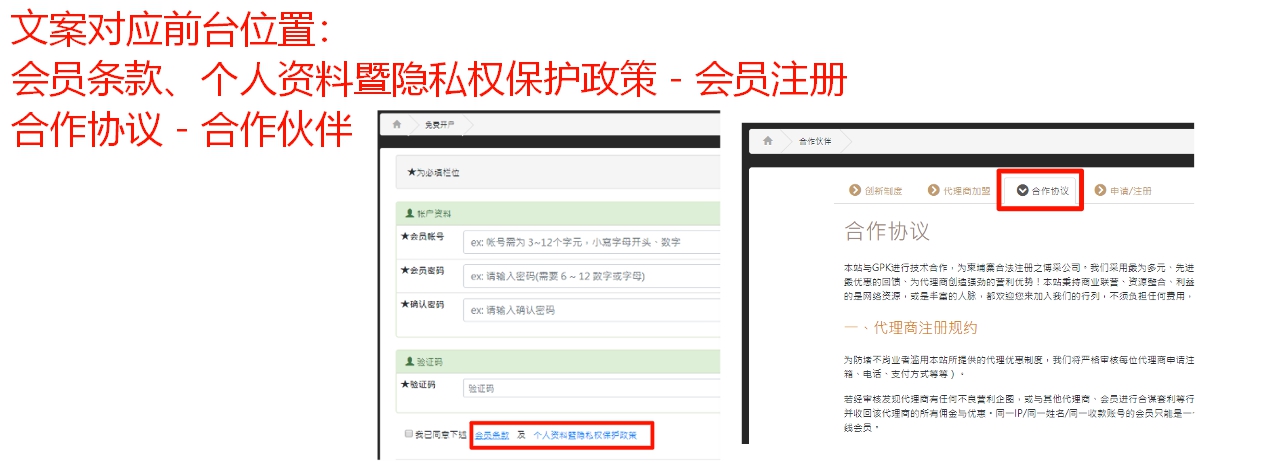 文案对应前台位置：
会员条款、个人资料暨隐私权保护政策 - 会员注册
合作协议 - 合作伙伴
免费开户
★为必填栏位
帐户资料
★会员帐号
ex: 帐号需为 3~12个字元，小写字母开头、数字
★会员密码
ex: 请输入密码(需要 6 ~ 12 数字或字母)
★确认密码
ex: 请输入确认密码
验证码
★验证码
验证码
我已同意下述 会员条款 及 个人资料暨隐私权保护政策
合作伙伴
创新制度 代理商加盟 合作协议 申请/注册
合作协议
本站与GPK进行技术合作，为柬埔寨合法注册之博采公司。我们采用最为多元、先进
最优惠的回馈、为代理商创造强劲的营利优势！本站秉持商业联营、资源整合、利益
的是网络资源，或是丰富的人脉，都欢迎您来加入我们的行列，不须负担任何费用，
一、代理商注册规约
为防堵不肖业者滥用本站所提供的代理优惠制度，我们将严格审核每位代理商申请注
箱、电话、支付方式等等）。
若经审核发现代理商有任何不良营利企图，或与其他代理商、会员进行合谋套利等行
并收回该代理商的所有佣金与优惠。同一IP/同一姓名/同一收款账号的会员只能是一
线会员。